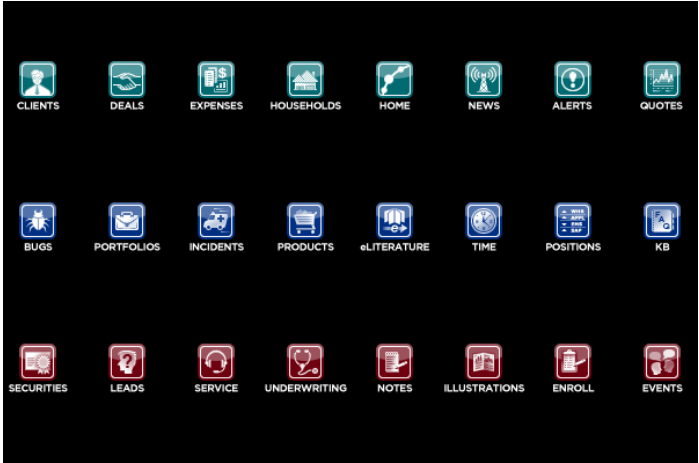 CLIENTS DEALS EXPENSES HOUSEHOLDS HOME NEWS ALERTS QUOTES
BUGS PORTFOLIOS INCIDENTS PRODUCTS eLITERATURE TIME POSITIONS KB
SECURITIES LEADS SERVICE UNDERWRITING NOTES ILLUSTRATIONS ENROLL EVENTS